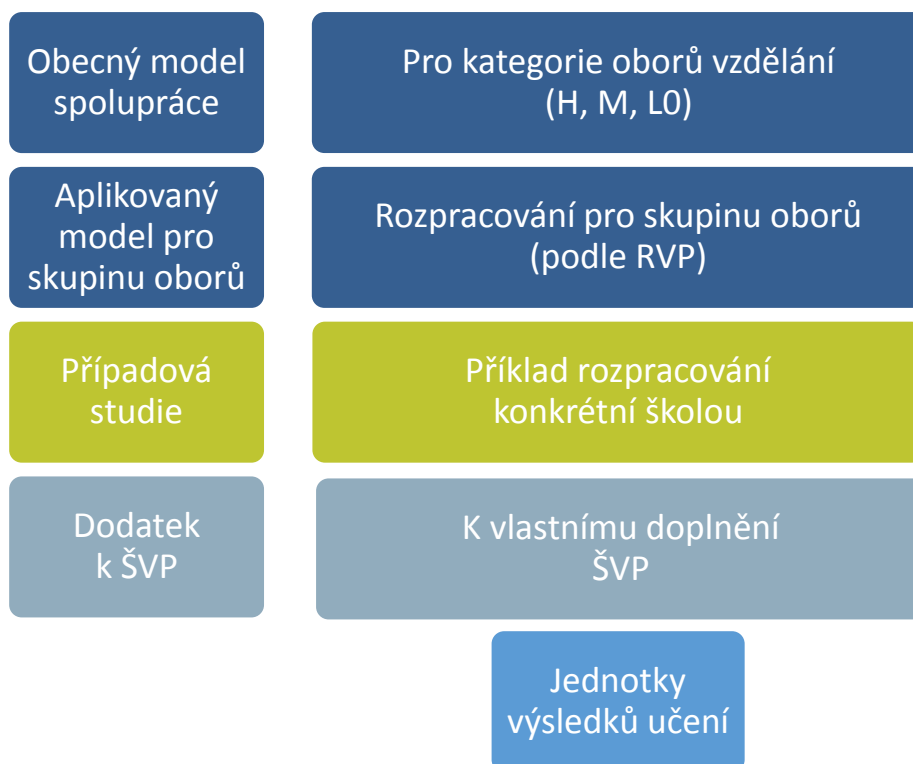 Obecný model
spolupráce
Pro kategorie oborů vzdělání
(H, M, L0)
Aplikovaný
model pro
skupinu oborů
Rozpracování pro skupinu oborů
(podle RVP)
Případová
studie
Příklad rozpracování
konkrétní školou
Dodatek
k ŠVP
K vlastnímu doplnění
ŠVP
Jednotky
výsledků učení